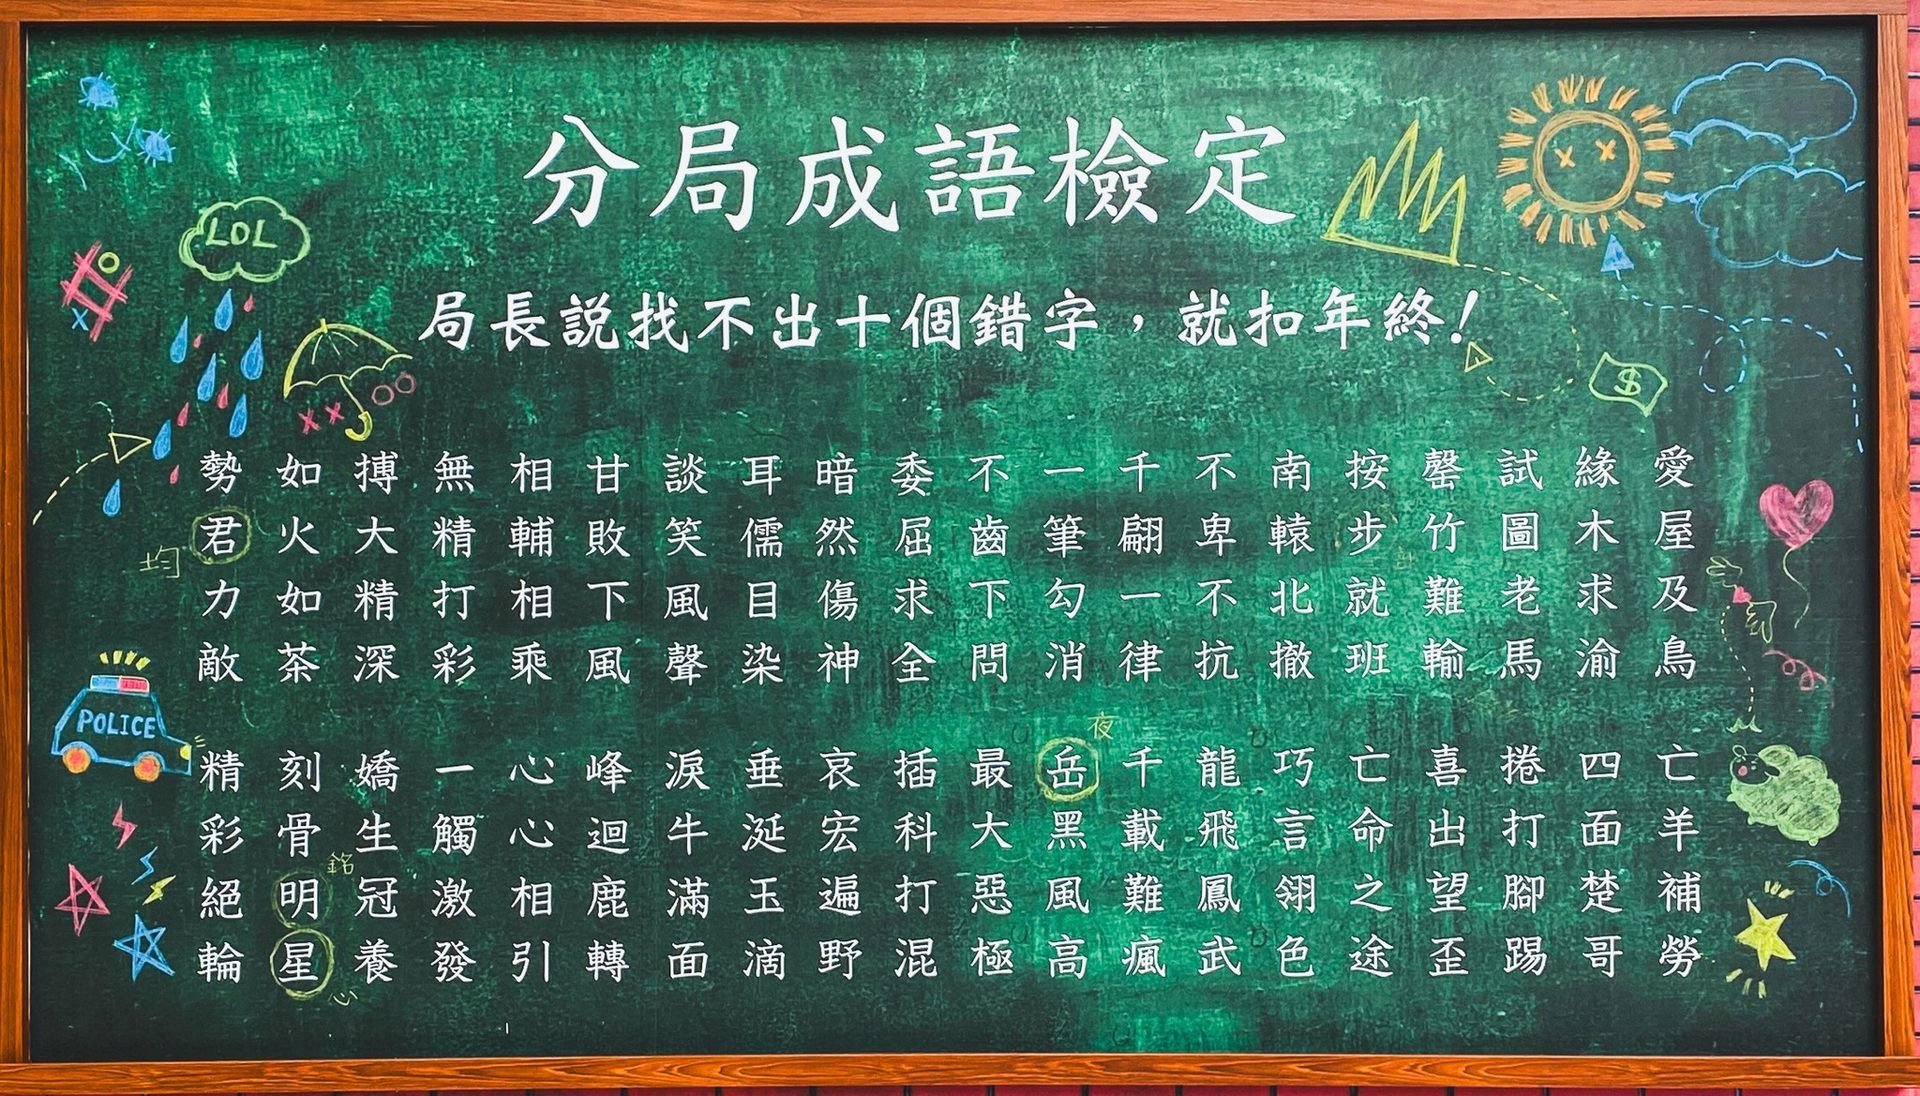 分局成語檢定
局長説找不出十個錯字，就扣年終！
LOL
$
愛屋及鳥
緣木求渝
試圖老馬
罄竹難輸
按步就班
南轅北撤
不卑不抗
千翩一律
一筆勾消
不齒下問
委屈求全
暗然傷神
耳儒目染
談笑風聲
甘敗下風
相輔相乘
無精打彩
搏大精深
如火如茶
勢君力敵
均
亡羊補勞
四面楚哥
捲打腳踢
喜出望歪
亡命之途
巧言翎色
龍飛鳳武
千載難瘋
岳黑風高
夜
最大惡極
插科打混
哀宏遍野
垂涎玉滴
淚牛滿面
峰迴鹿轉
心心相引
一觸激發
嬌生冠養
刻骨明星
銘
心
精彩絕輪
POLICE